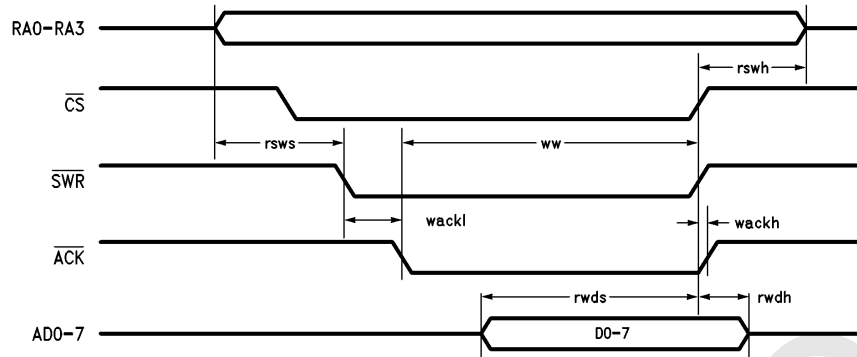 RA0-RA3
rswh
CS
rsws
ww
SWR
wackl
wackh
ACK
rwds
rwdh
AD0-7
D0-7